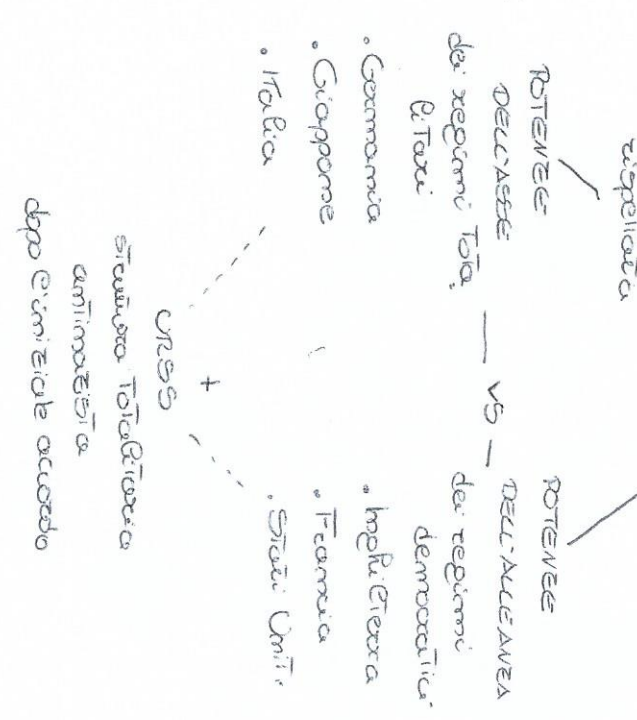 rispettata
POTENZE
DELL'ASSE
dei regimi Tota
litari
• Germania
• Giappone
• Italia
VS
POTENZE
DELL'ALLEANZA
dei regimi
democratici
• Inghilterra
• Francia
• Stati Uniti
+
URSS
struttura Totalitaria
antinazista
dopo l'iniziale accordo